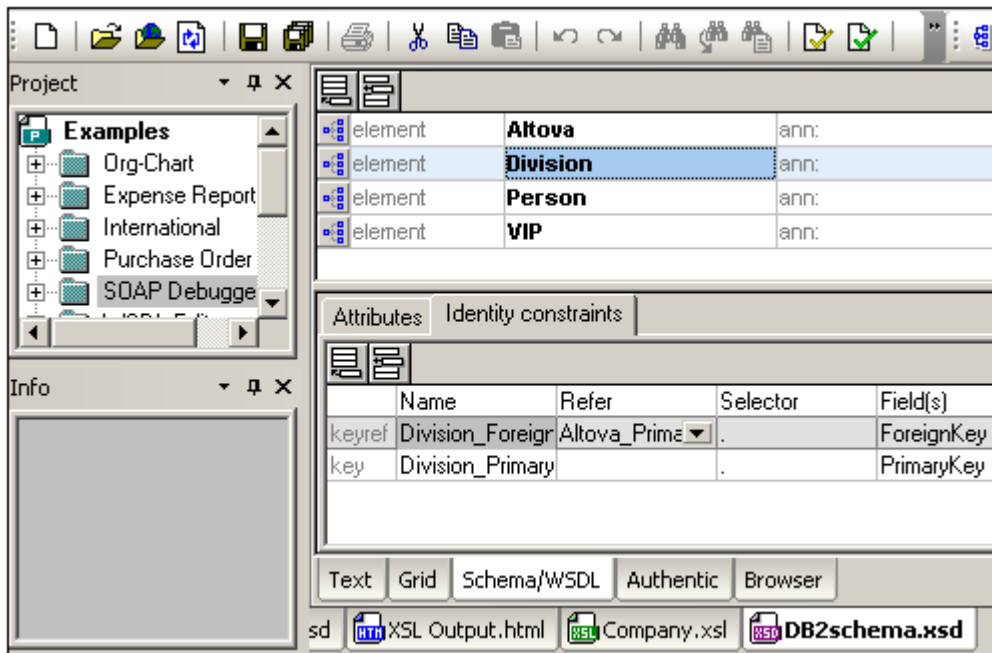 Project
Examples
Org-Chart
Expense Report
International
Purchase Order
SOAP Debugge
Info
element Altova ann:
element Division ann:
element Person ann:
element VIP ann:
Attributes Identity constraints
Name Refer Selector Field(s)
keyref Division_Foreign Altova_Prima . ForeignKey
key Division_Primary . PrimaryKey
Text Grid Schema/WSDL Authentic Browser
sd XSL Output.html Company.xsl DB2schema.xsd